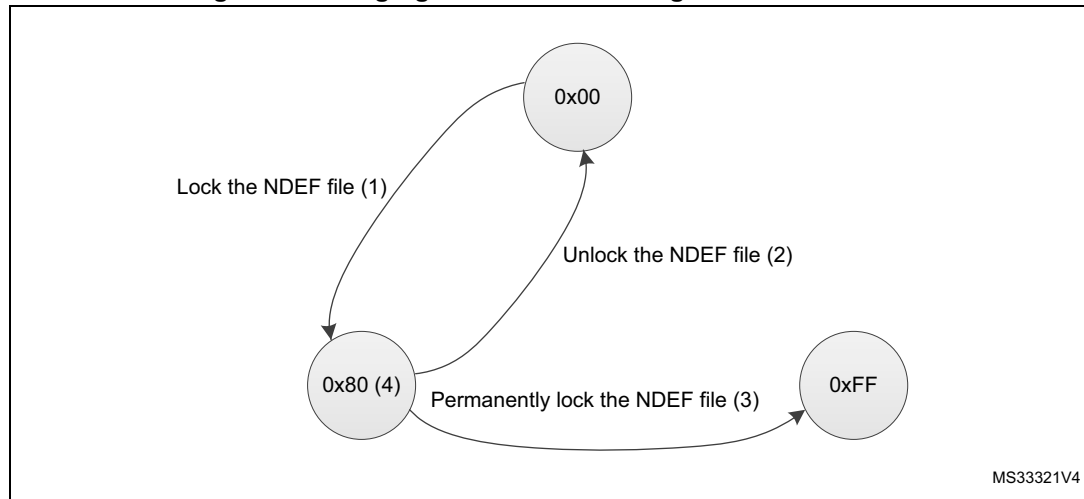 0x00
Lock the NDEF file (1)
Unlock the NDEF file (2)
0x80 (4)
Permanently lock the NDEF file (3)
0xFF
MS33321V4